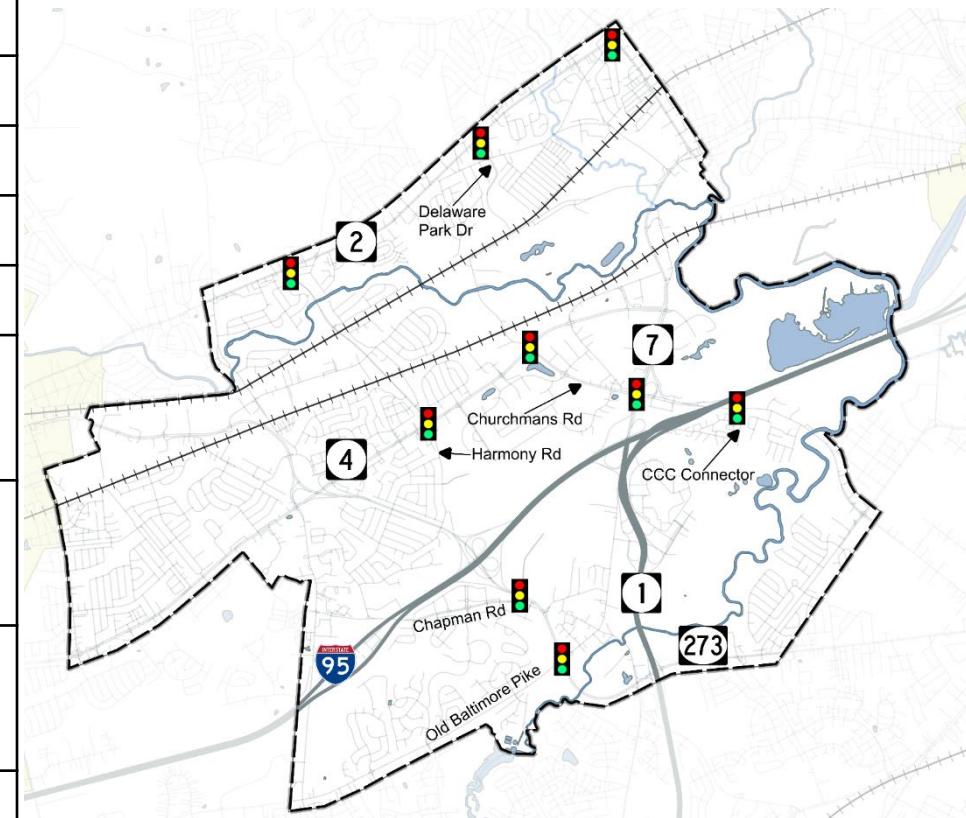 Delaware
Park Dr
2
7
Churchmans Rd
Harmony Rd
4
CCC Connector
1
Chapman Rd
273
INTERSTATE
95
Old Baltimore Pike